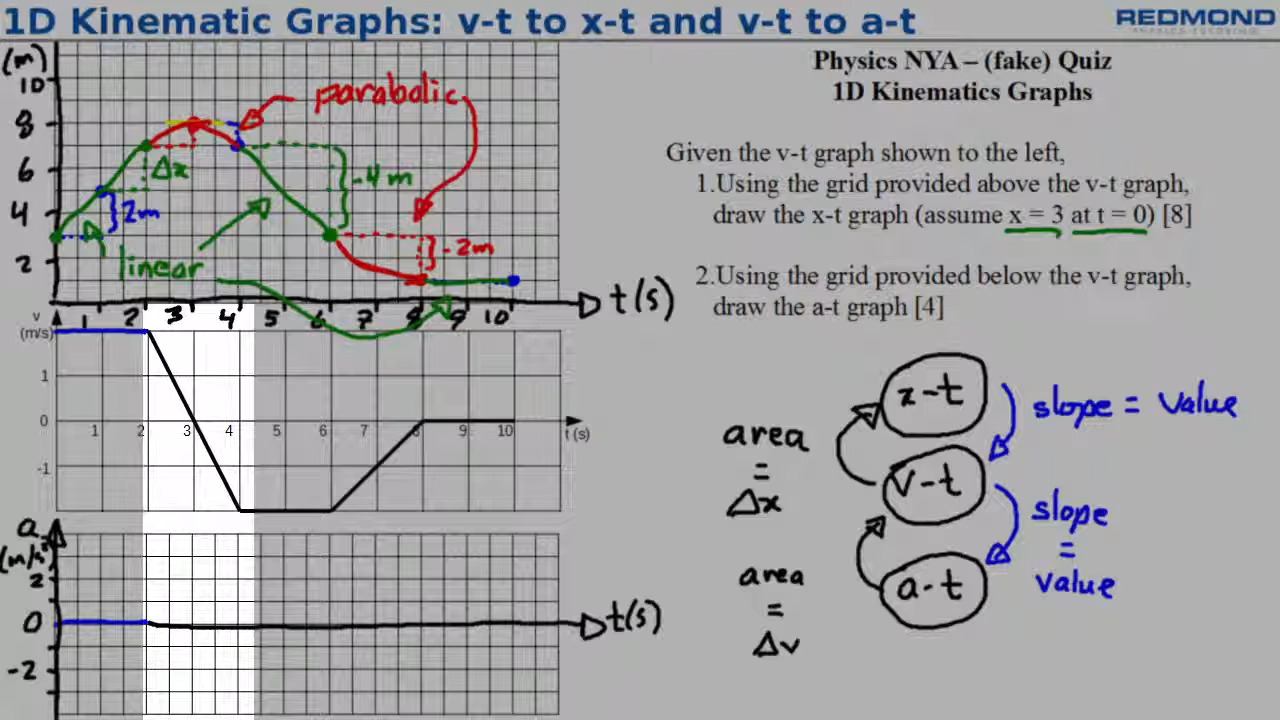 1D Kinematic Graphs: v-t to x-t and v-t to a-t
REDMOND
PHYSICS TUTORING
Physics NYA – (fake) Quiz
1D Kinematics Graphs
Given the v-t graph shown to the left,
1.Using the grid provided above the v-t graph,
draw the x-t graph (assume x = 3 at t = 0) [8]
2.Using the grid provided below the v-t graph,
draw the a-t graph [4]
(m)
10
8
6
4
2
parabolic
Δx
2m
-4m
-2m
linear
t(s)
1 2 3 4 5 6 7 8 9 10
v
(m/s)
1
0
-1
1 2 3 4 5 6 7 8 9 10
t (s)
a
(m/s²
2
0
-2
t(s)
x-t
v-t
a-t
slope = value
slope
=
value
area
=
Δx
area
=
Δv